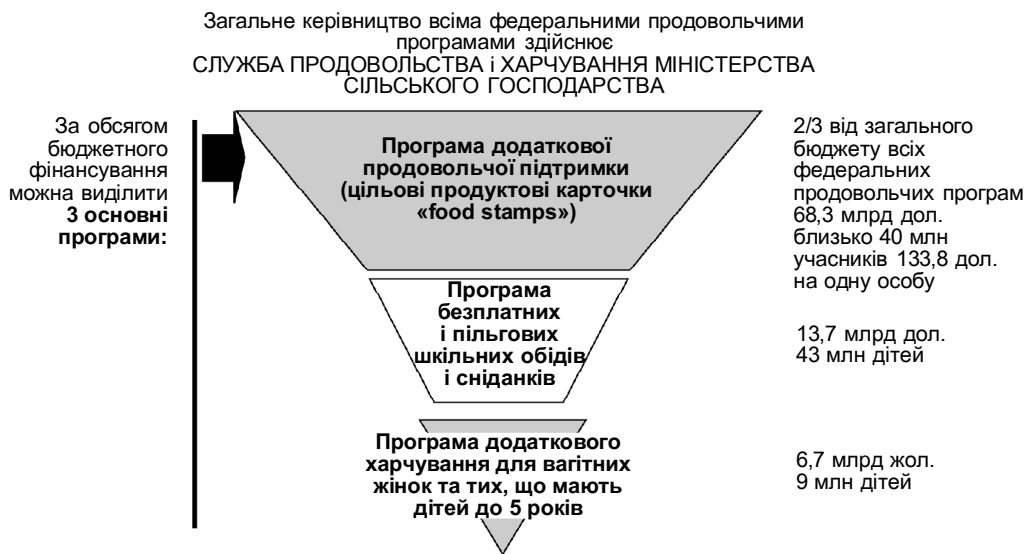 Загальне керівництво всіма федеральними продовольчими
програмами здійснює
СЛУЖБА ПРОДОВОЛЬСТВА і ХАРЧУВАННЯ МІНІСТЕРСТВА
СІЛЬСЬКОГО ГОСПОДАРСТВА
За обсягом
бюджетного
фінансування
можна виділити
3 основні
програми:
Програма додаткової
продовольчої підтримки
(цільові продуктові карточки
«food stamps»)
2/3 від загального
бюджету всіх
федеральних
продовольчих програм
68,3 млрд дол.
близько 40 млн
учасників 133,8 дол.
на одну особу
Програма
безплатних
і пільгових
шкільних обідів
і сніданків
13,7 млрд дол.
43 млн дітей
Програма додаткового
харчування для вагітних
жінок та тих, що мають
дітей до 5 років
6,7 млрд жол.
9 млн дітей